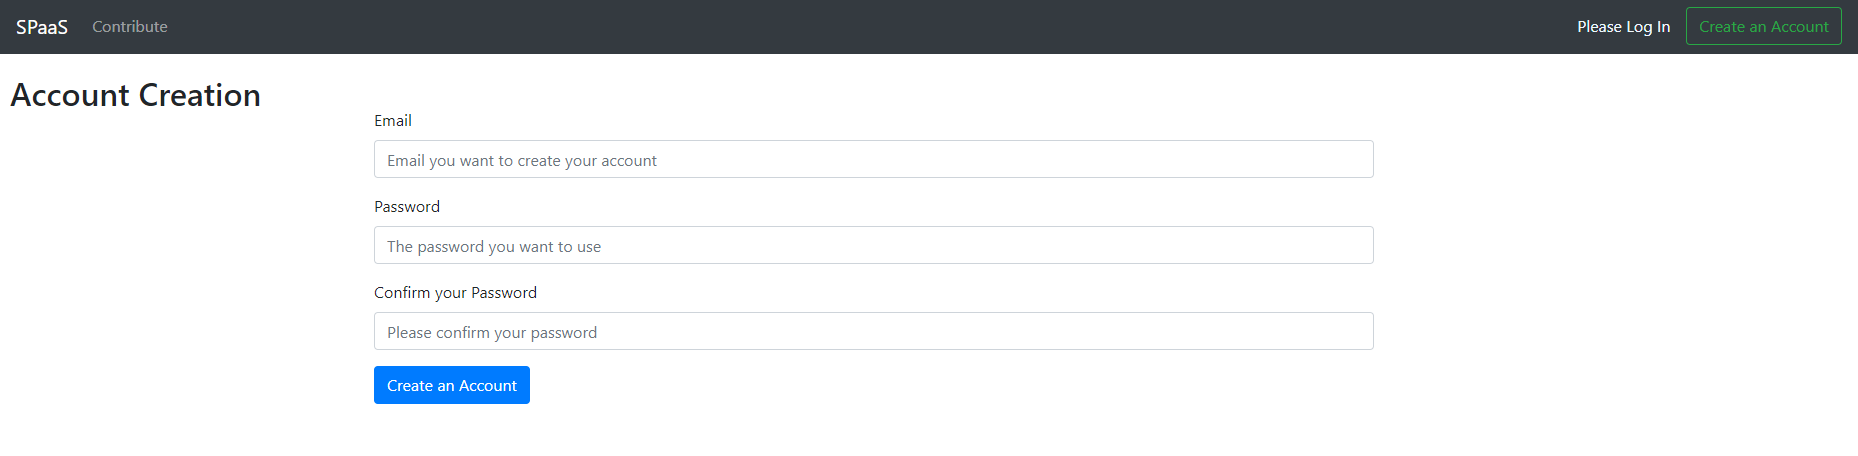 SPaaS Contribute Please Log In Create an Account
Account Creation
Email
Email you want to create your account
Password
The password you want to use
Confirm your Password
Please confirm your password
Create an Account